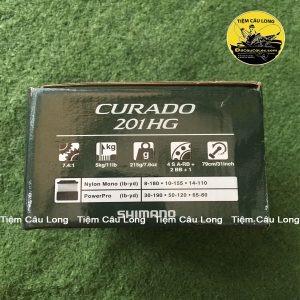 TIỆM CÂU LONG
CURADO
201HG
kg
g
7.4:1
5kg/11lb
215g/7.6oz
4 S A-RB +
2 BB + 1
79cm/31inch
Nylon Mono (lb-yd) 8-180 • 10-155 • 14-110
PowerPro (lb-yd) 30-190 • 50-120 • 65-80
Tiệm Câu Long Tiệm Câu Long Tiệm Câu Long
SHIMANO